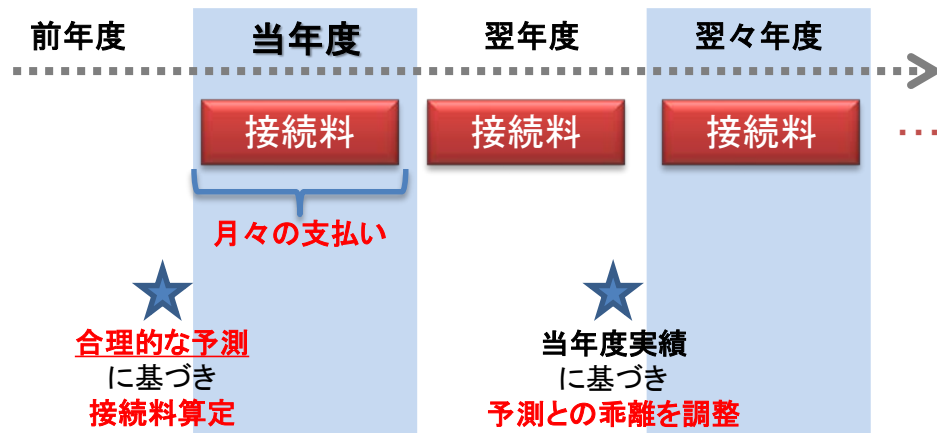 前年度
当年度
翌年度
翌々年度
接続料
接続料
接続料
…
月々の支払い
合理的な予測
に基づき
接続料算定
当年度実績
に基づき
予測との乖離を調整